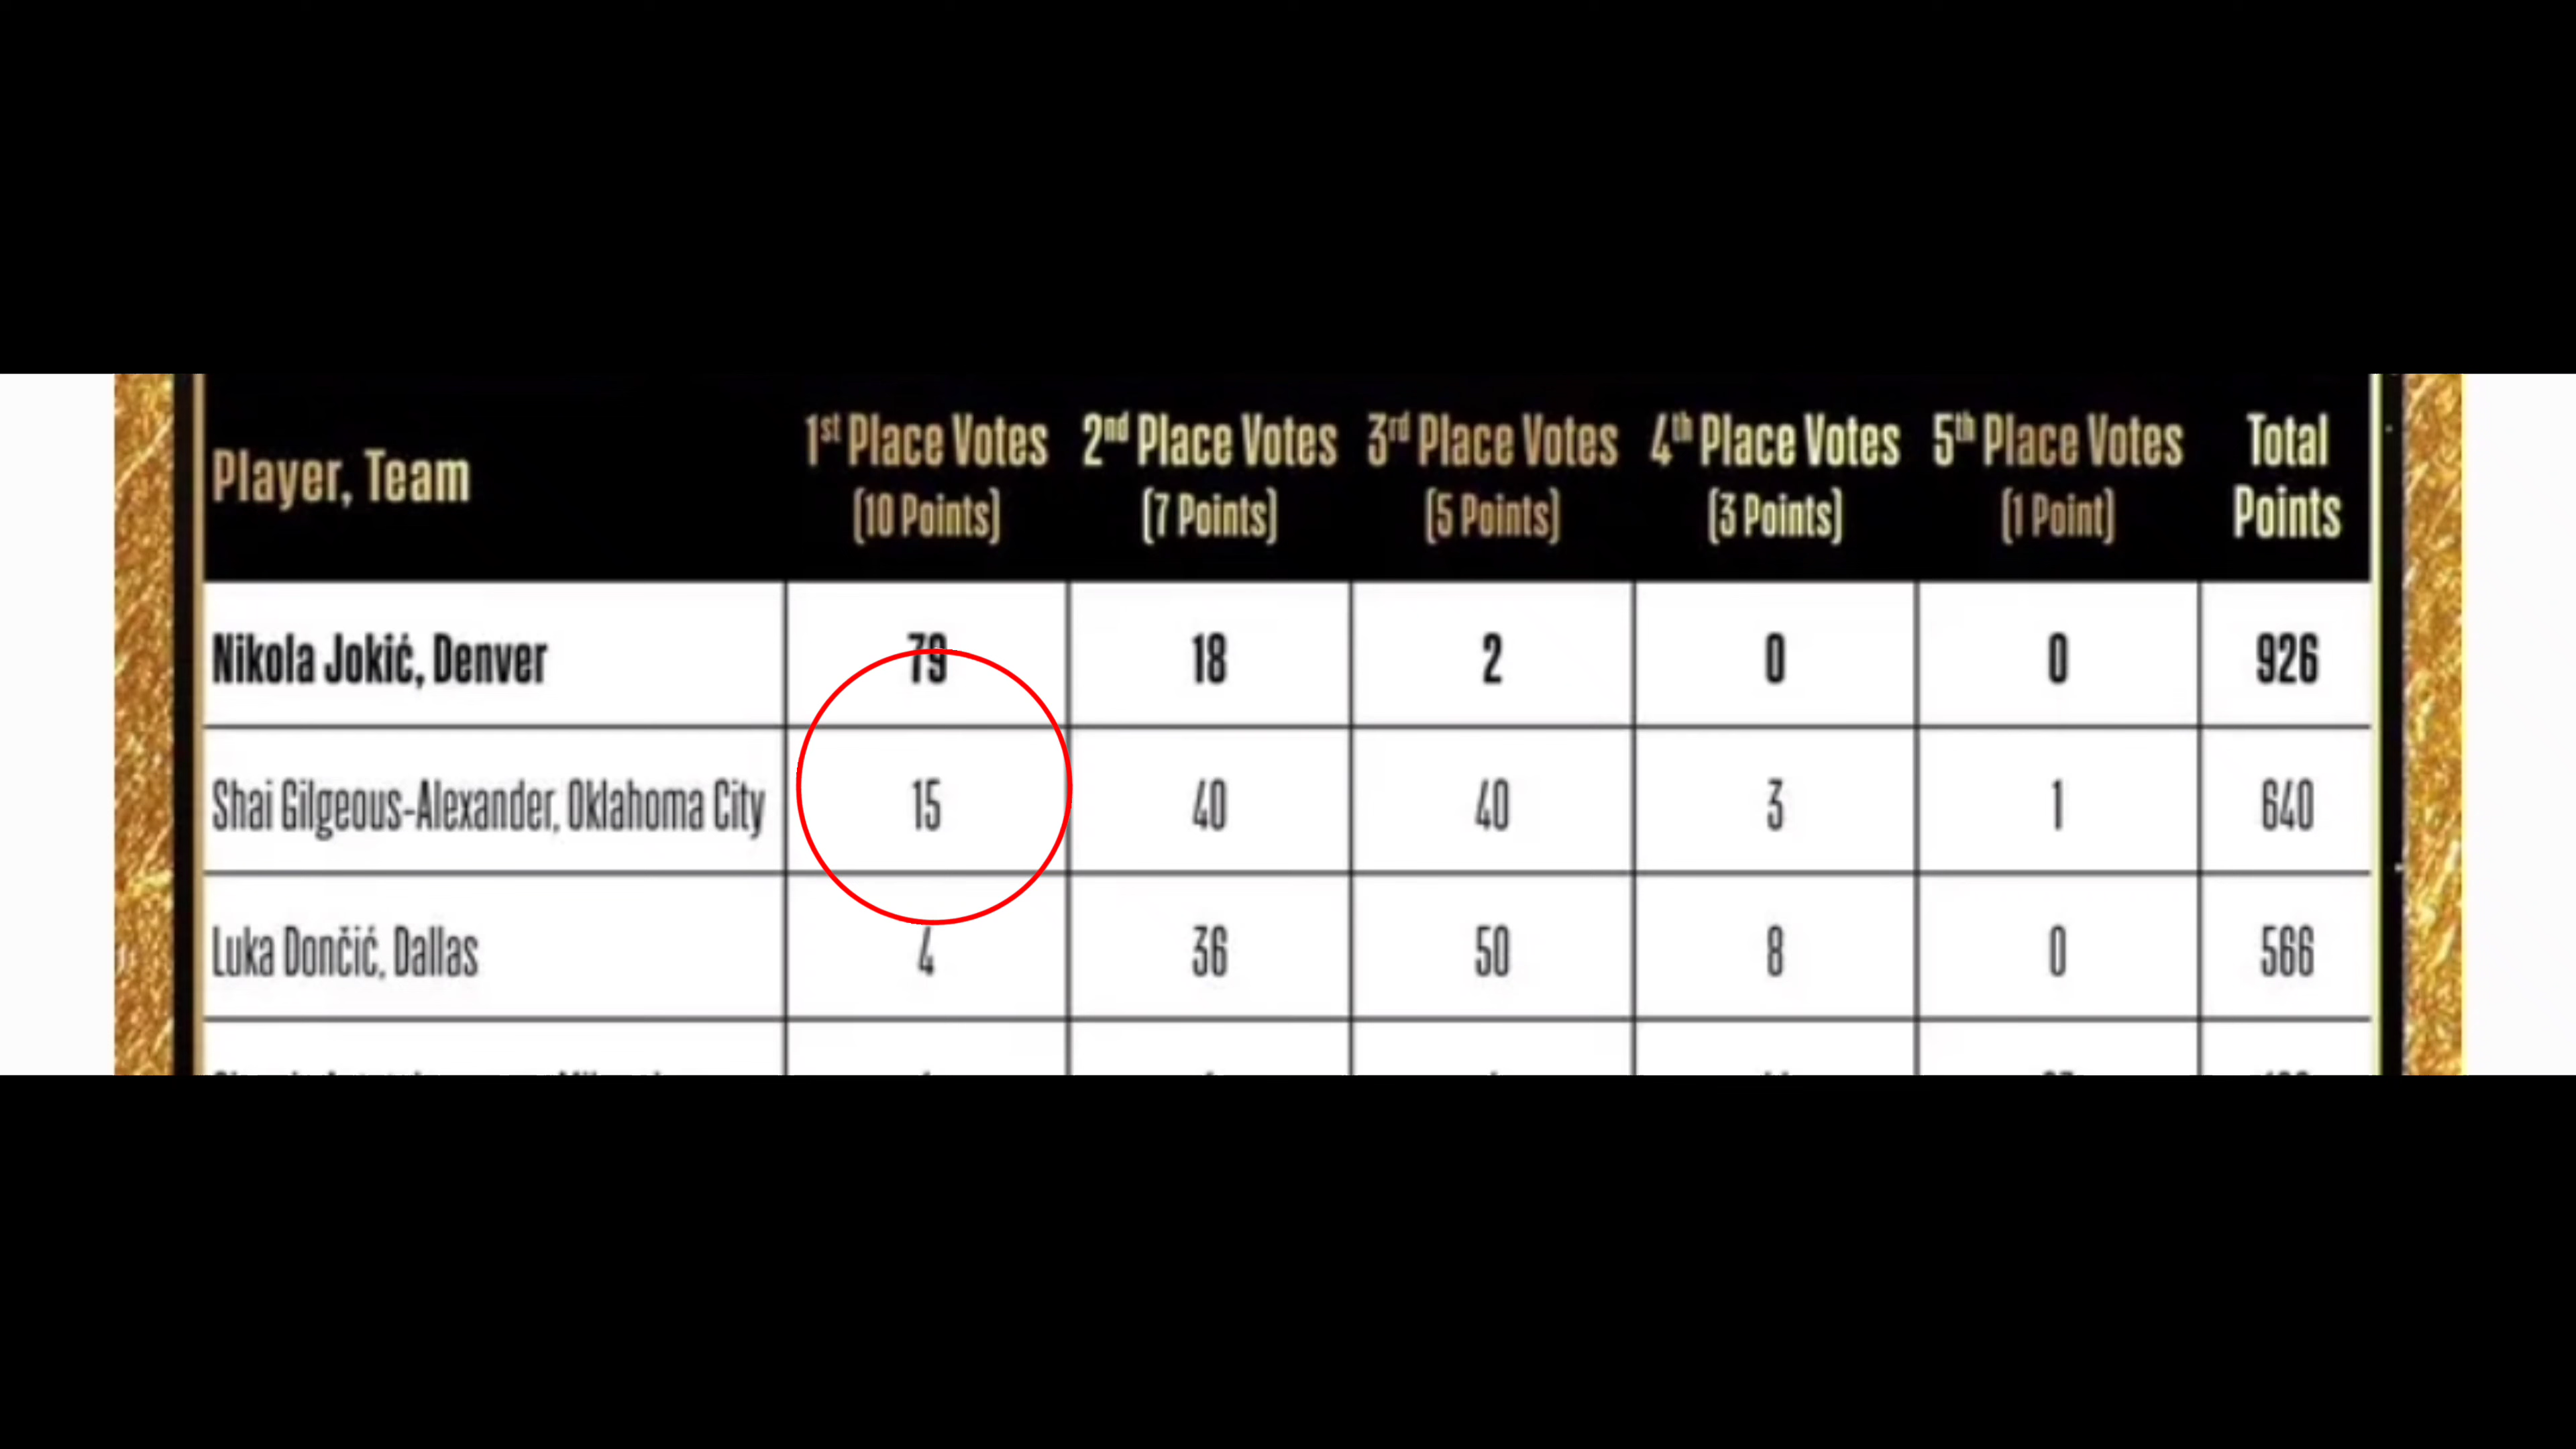 Player, Team
1st Place Votes (10 Points)
2nd Place Votes (7 Points)
3rd Place Votes (5 Points)
4th Place Votes (3 Points)
5th Place Votes (1 Point)
Total Points
Nikola Jokić, Denver 79 18 2 0 0 926
Shai Gilgeous-Alexander, Oklahoma City 15 40 40 3 1 640
Luka Dončić, Dallas 4 36 50 8 0 566